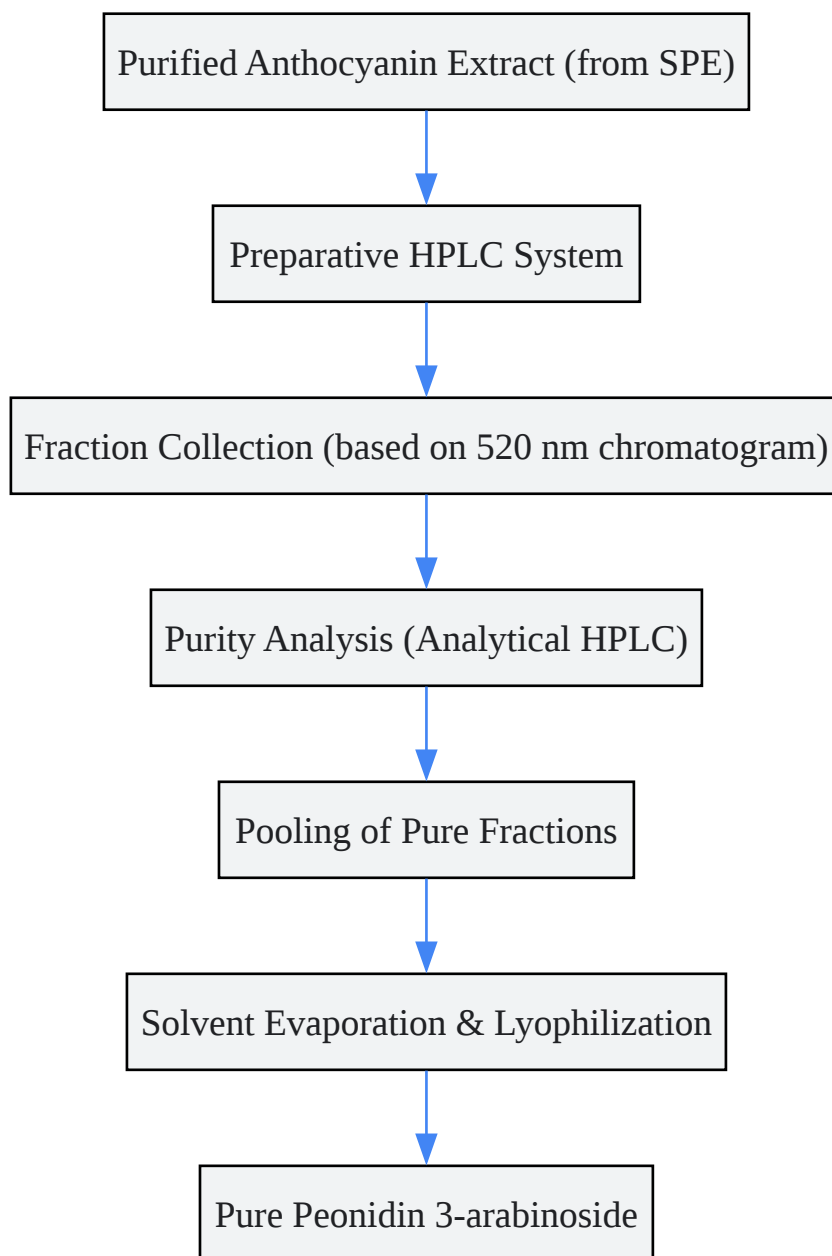 Purified Anthocyanin Extract (from SPE)
Preparative HPLC System
Fraction Collection (based on 520 nm chromatogram)
Purity Analysis (Analytical HPLC)
Pooling of Pure Fractions
Solvent Evaporation & Lyophilization
Pure Peonidin 3-arabinoside